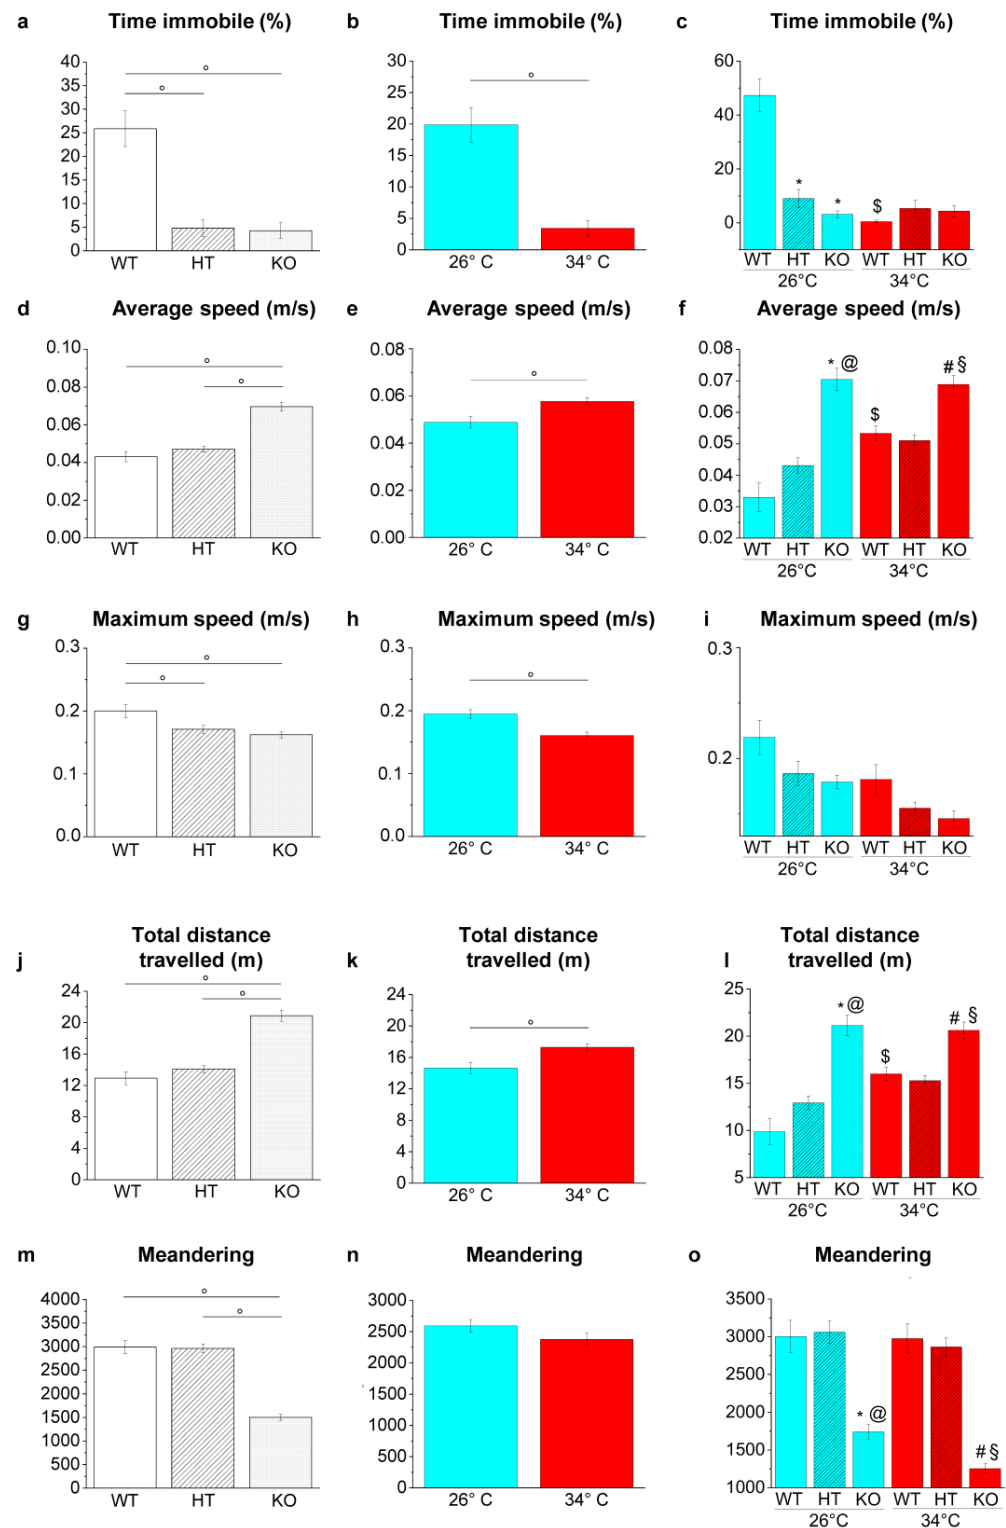 a Time immobile (%)
40
35
30
25
20
15
10
5
0
° °
WT HT KO
b Time immobile (%)
30
25
20
15
10
5
0
°
26° C 34° C
c Time immobile (%)
60
40
20
0
* * $
WT HT KO WT HT KO
26°C 34°C
d Average speed (m/s)
0.10
0.08
0.06
0.04
0.02
0.00
° °
WT HT KO
e Average speed (m/s)
0.08
0.06
0.04
0.02
0.00
°
26° C 34° C
f Average speed (m/s)
0.08
0.07
0.06
0.05
0.04
0.03
0.02
* @ $ # §
WT HT KO WT HT KO
26°C 34°C
g Maximum speed (m/s)
0.3
0.2
0.1
0.0
° °
WT HT KO
h Maximum speed (m/s)
0.3
0.2
0.1
0.0
°
26° C 34° C
i Maximum speed (m/s)
0.3
0.2
WT HT KO WT HT KO
26°C 34°C
j Total distance
travelled (m)
24
20
16
12
8
4
0
° °
WT HT KO
k Total distance
travelled (m)
24
20
16
12
8
4
0
°
26° C 34° C
l Total distance
travelled (m)
25
20
15
10
5
* @ $ # §
WT HT KO WT HT KO
26°C 34°C
m Meandering
4000
3500
3000
2500
2000
1500
1000
500
0
° °
WT HT KO
n Meandering
3000
2500
2000
1500
1000
500
0
26° C 34° C
o Meandering
3500
3000
2500
2000
1500
1000
* @ # §
WT HT KO WT HT KO
26°C 34°C